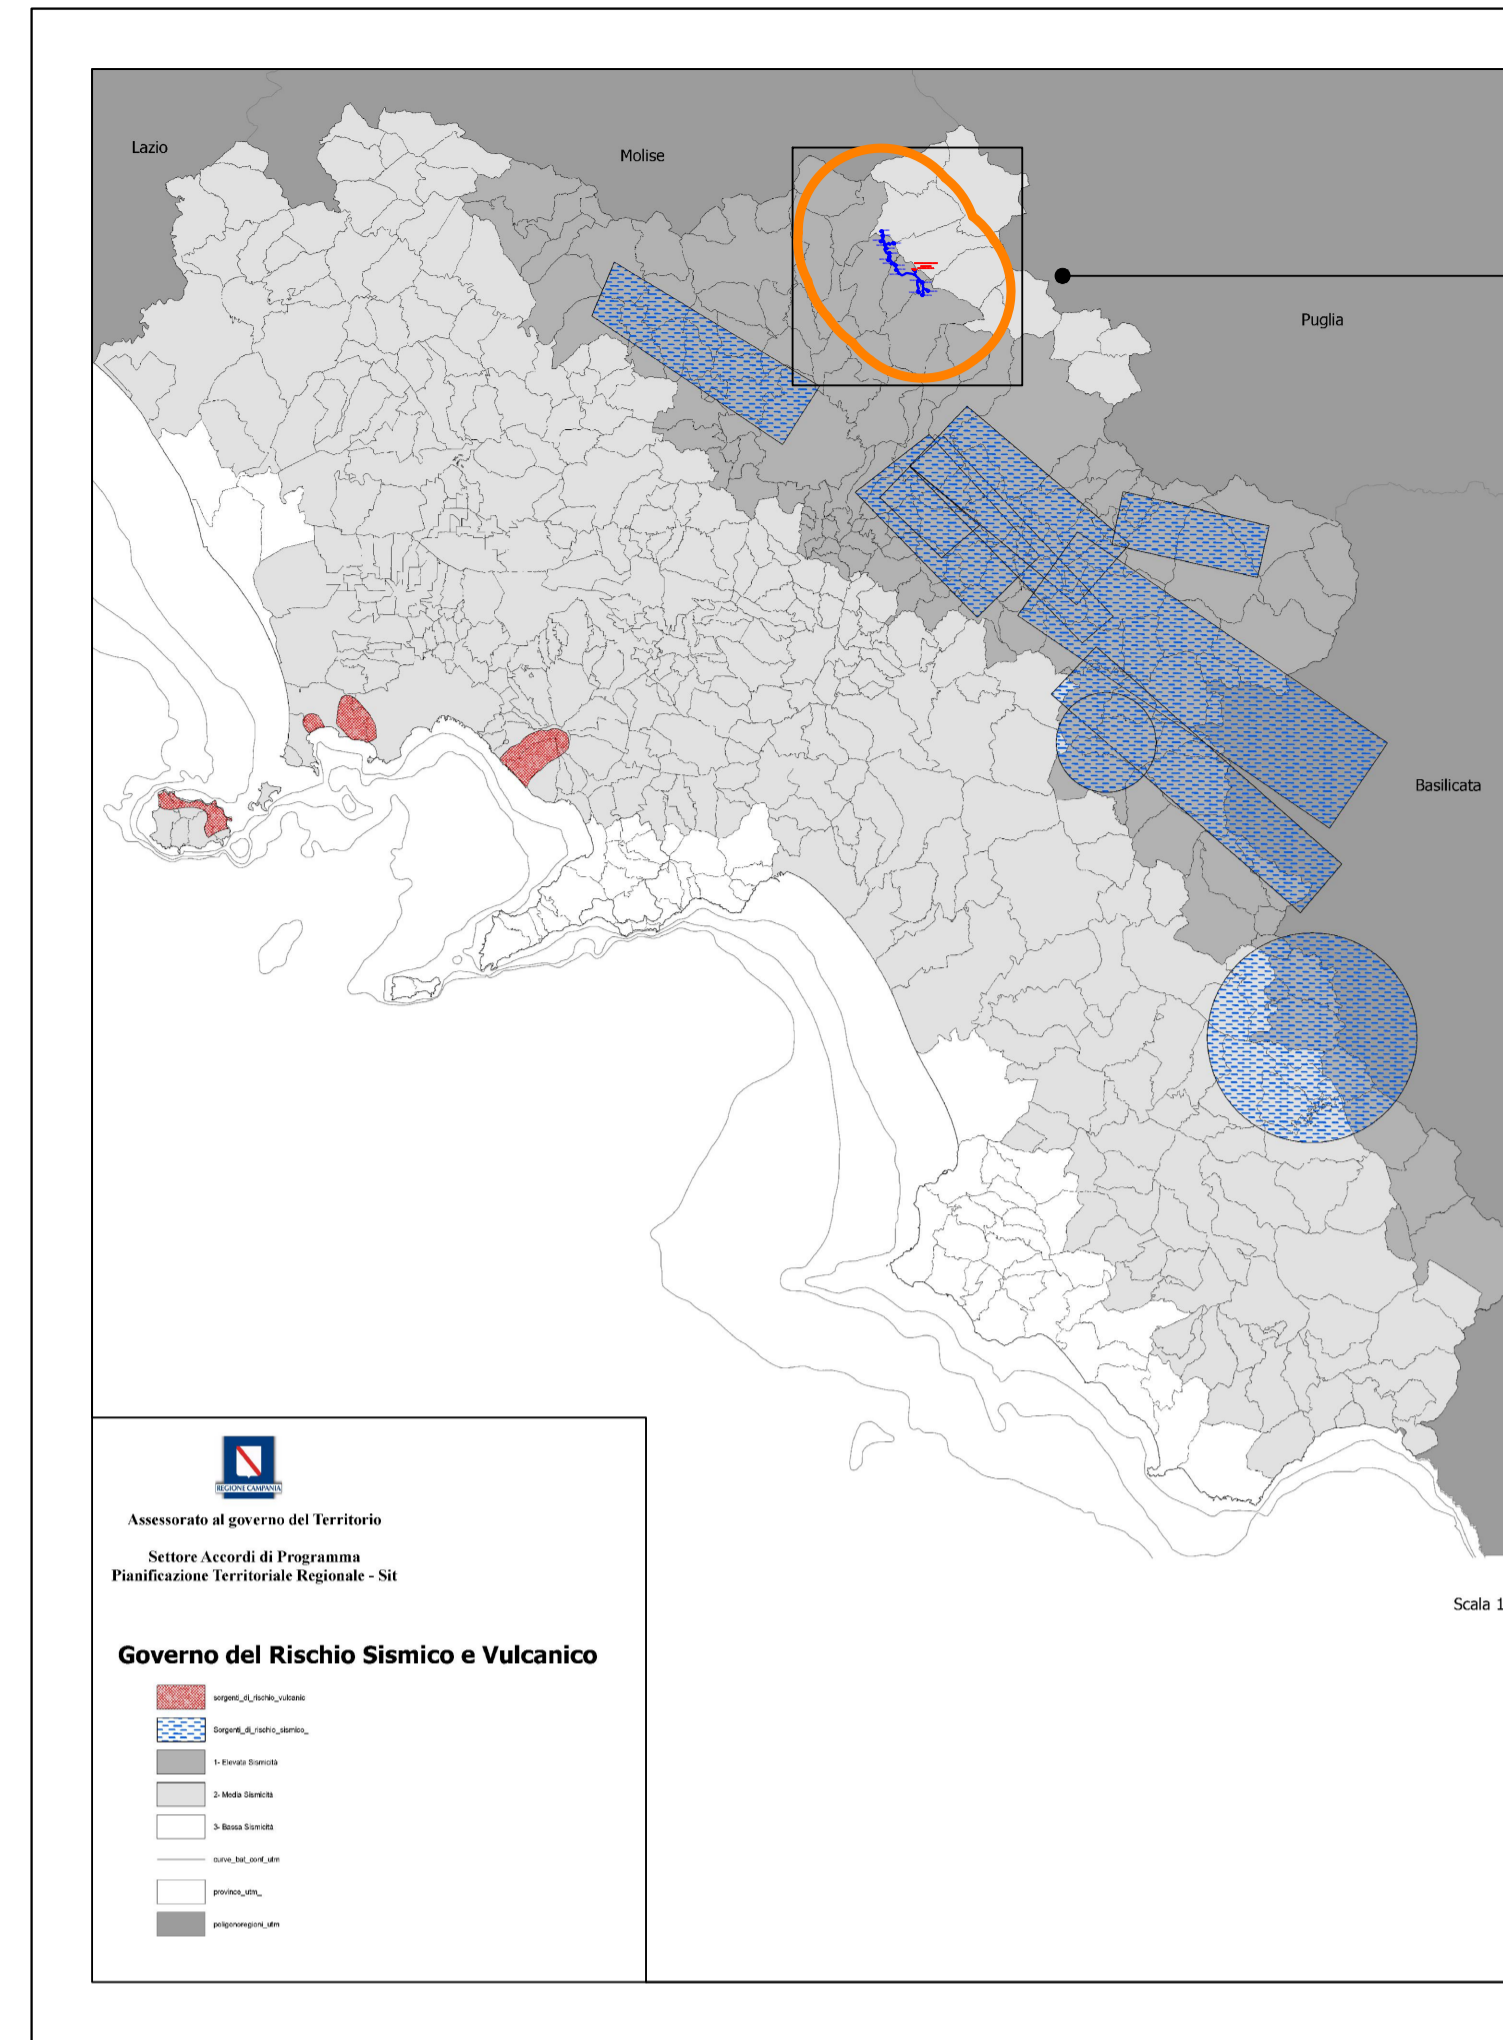 Lazio
Molise
Puglia
Basilicata
REGIONE CAMPANIA
Assessorato al governo del Territorio
Settore Accordi di Programma
Pianificazione Territoriale Regionale - Sit
Scala 1
Governo del Rischio Sismico e Vulcanico
sorgenti_di_rischio_vulcanic
Sorgenti_di_rischio_sismico_
1- Elevata Sismicità
2- Media Sismicità
3- Bassa Sismicità
curve_bat_conf_utm
province_utm_
poligonoregioni_utm